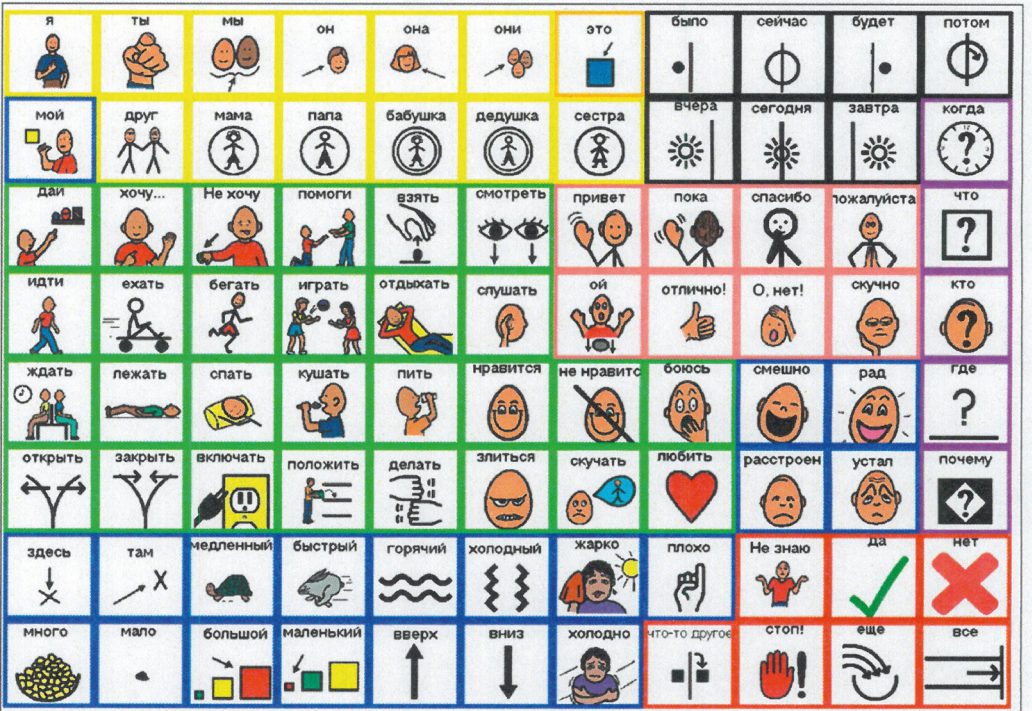 я ты мы он она они это было сейчас будет потом
мой друг мама папа бабушка дедушка сестра вчера сегодня завтра когда
дай хочу... Не хочу помоги взять смотреть привет пока спасибо пожалуйста что
идти ехать бегать играть отдыхать слушать ой отлично! О, нет! скучно кто
ждать лежать спать кушать пить нравится не нравитс боюсь смешно рад где
открыть закрыть включать положить делать злиться скучать любить расстроен устал почему
здесь там медленный быстрый горячий холодный жарко плохо Не знаю да нет
много мало большой маленький вверх вниз холодно что-то другое стоп! еще все